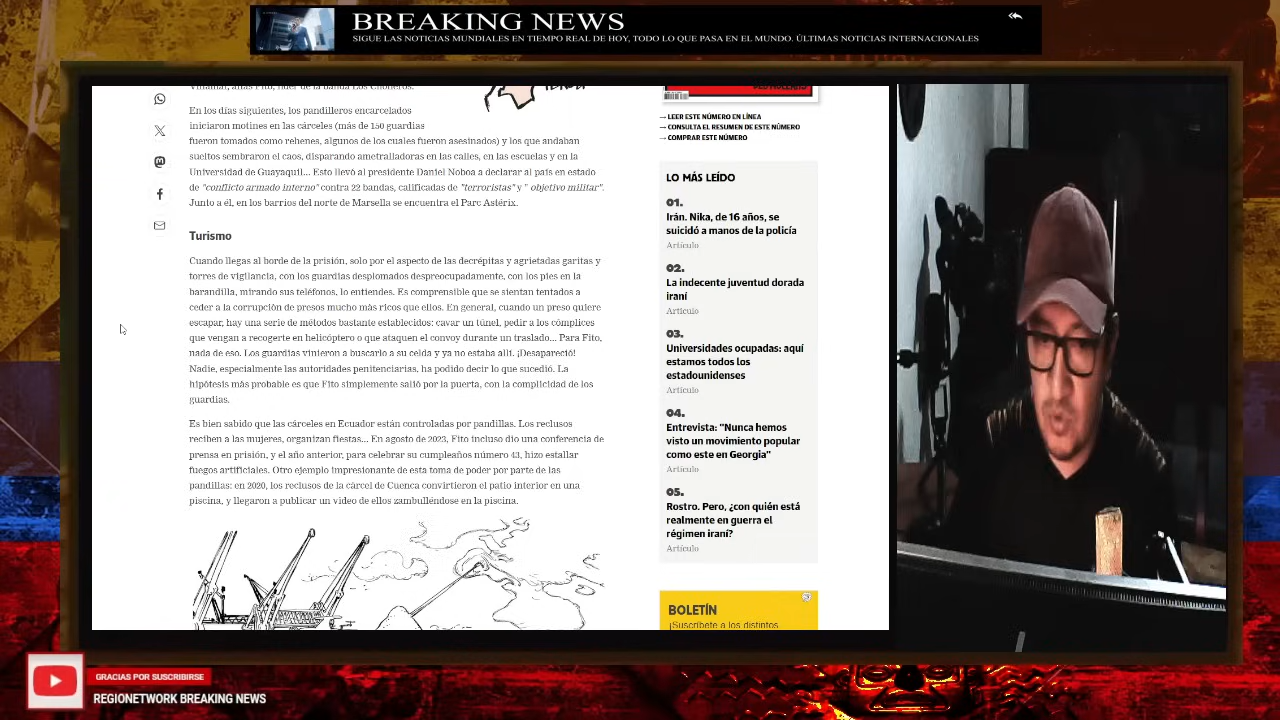 BREAKING NEWS
SIGUE LAS NOTICIAS MUNDIALES EN TIEMPO REAL DE HOY, TODO LO QUE PASA EN EL MUNDO. ÚLTIMAS NOTICIAS INTERNACIONALES
Villamar, alias Fito, líder de la banda Los Choneros.
En los días siguientes, los pandilleros encarcelados
iniciaron motines en las cárceles (más de 150 guardias
fueron tomados como rehenes, algunos de los cuales fueron asesinados) y los que andaban
sueltos sembraron el caos, disparando ametralladoras en las calles, en las escuelas y en la
Universidad de Guayaquil... Esto llevó al presidente Daniel Noboa a declarar al país en estado
de "conflicto armado interno" contra 22 bandas, calificadas de "terroristas" y " objetivo militar".
Junto a él, en los barrios del norte de Marsella se encuentra el Parc Astérix.
Turismo
Cuando llegas al borde de la prisión, solo por el aspecto de las decrépitas y agrietadas garitas y
torres de vigilancia, con los guardias desplomados despreocupadamente, con los pies en la
barandilla, mirando sus teléfonos, lo entiendes. Es comprensible que se sientan tentados a
ceder a la corrupción de presos mucho más ricos que ellos. En general, cuando un preso quiere
escapar, hay una serie de métodos bastante establecidos: cavar un túnel, pedir a los cómplices
que vengan a recogerte en helicóptero o que ataquen el convoy durante un traslado... Para Fito,
nada de eso. Los guardias vinieron a buscarlo a su celda y ya no estaba allí. ¡Desapareció!
Nadie, especialmente las autoridades penitenciarias, ha podido decir lo que sucedió. La
hipótesis más probable es que Fito simplemente salió por la puerta, con la complicidad de los
guardias.
Es bien sabido que las cárceles en Ecuador están controladas por pandillas. Los reclusos
reciben a las mujeres, organizan fiestas... En agosto de 2023, Fito incluso dio una conferencia de
prensa en prisión, y el año anterior, para celebrar su cumpleaños número 43, hizo estallar
fuegos artificiales. Otro ejemplo impresionante de esta toma de poder por parte de las
pandillas: en 2020, los reclusos de la cárcel de Cuenca convirtieron el patio interior en una
piscina, y llegaron a publicar un video de ellos zambulléndose en la piscina.
→ LEER ESTE NÚMERO EN LÍNEA
→ CONSULTA EL RESUMEN DE ESTE NÚMERO
→ COMPRAR ESTE NÚMERO
LO MÁS LEÍDO
01.
Irán. Nika, de 16 años, se
suicidó a manos de la policía
Artículo
02.
La indecente juventud dorada
iraní
Artículo
03.
Universidades ocupadas: aquí
estamos todos los
estadounidenses
Artículo
04.
Entrevista: "Nunca hemos
visto un movimiento popular
como este en Georgia"
Artículo
05.
Rostro. Pero, ¿con quién está
realmente en guerra el
régimen iraní?
Artículo
BOLETÍN
¡Suscríbete a los distintos
GRACIAS POR SUSCRIBIRSE
REGIONETWORK BREAKING NEWS